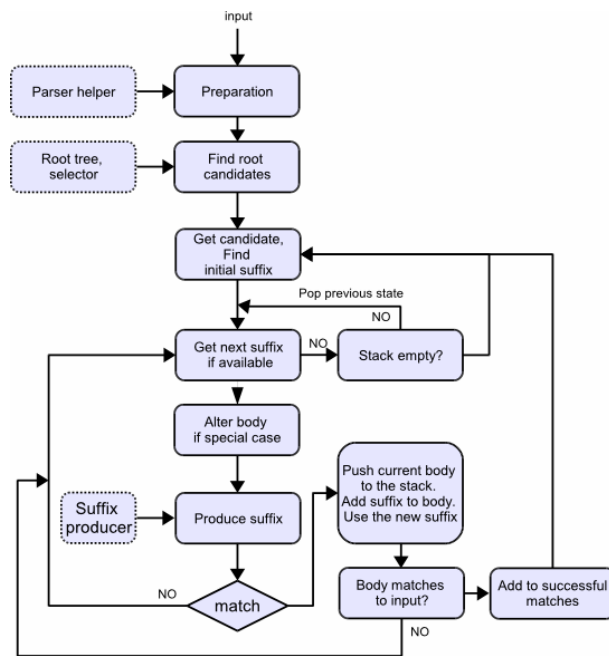 input
Parser helper
Preparation
Root tree,
selector
Find root
candidates
Get candidate,
Find
initial suffix
Pop previous state
NO
Get next suffix
if available
NO
Stack empty?
Alter body
if special case
Push current body
to the stack.
Add suffix to body.
Use the new suffix
Suffix
producer
Produce suffix
NO
match
Body matches
to input?
Add to successful
matches
NO